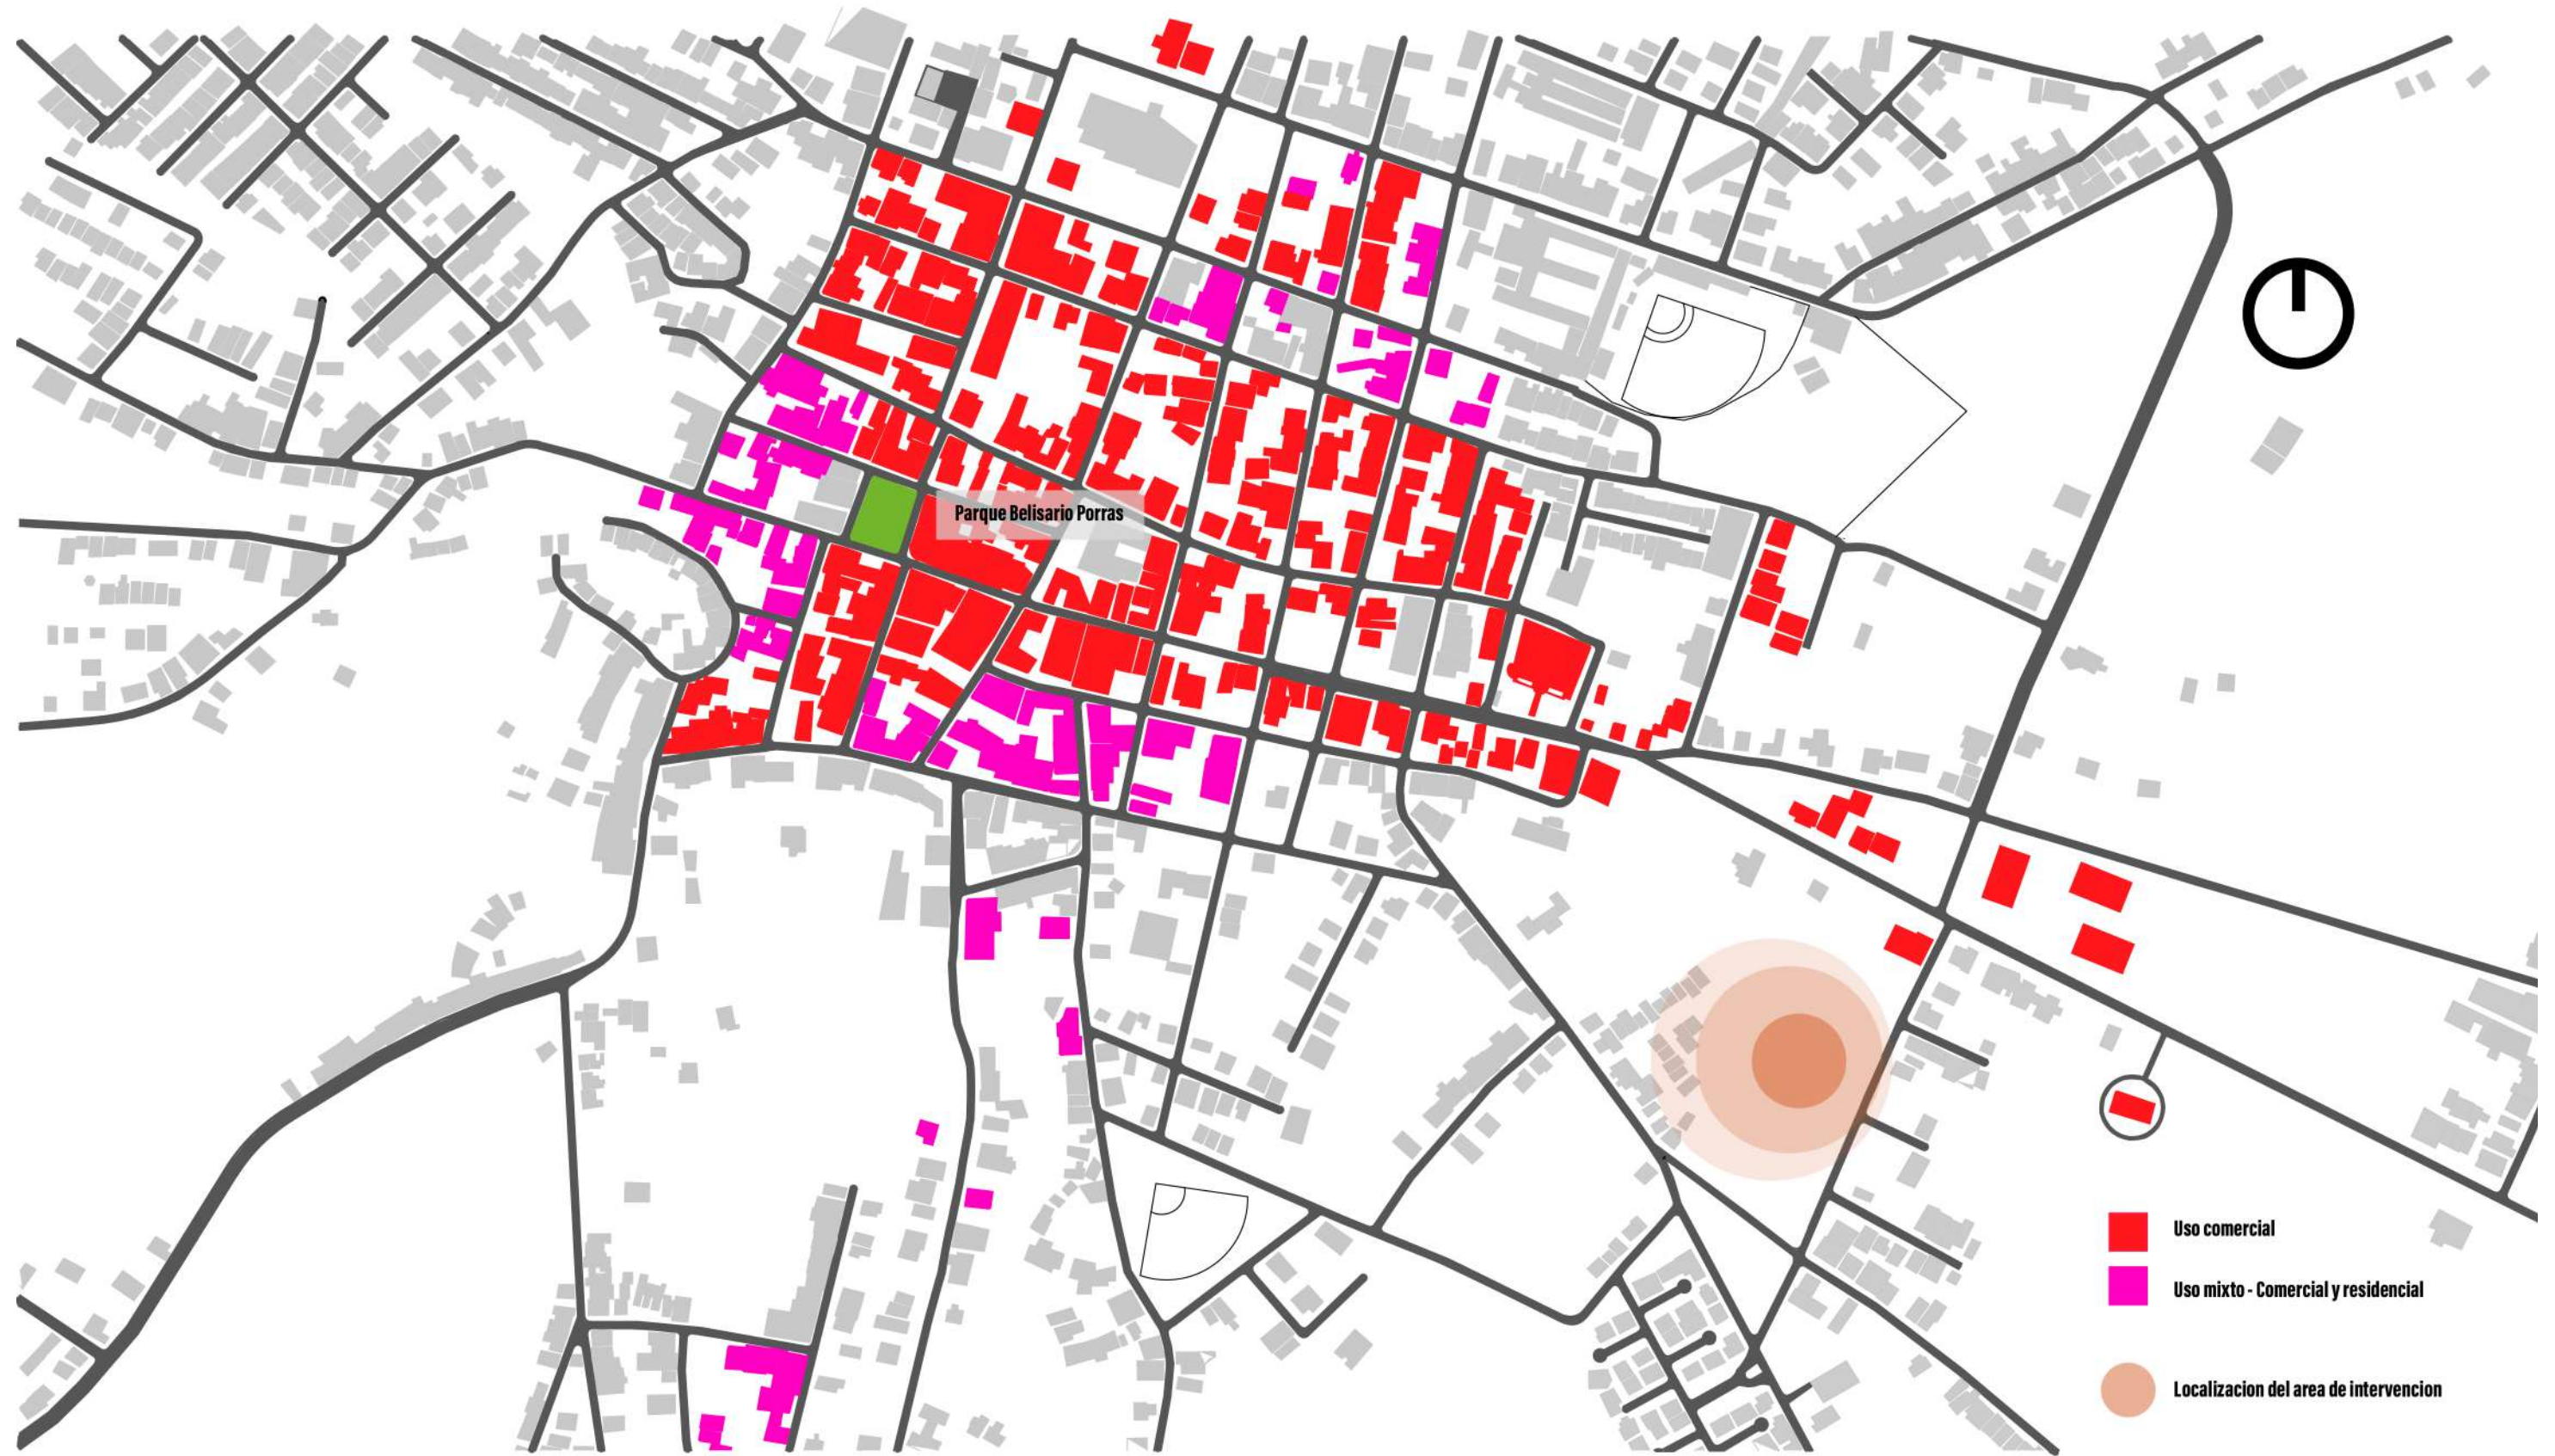 Parque Belisario Porras
Uso comercial
Uso mixto - Comercial y residencial
Localizacion del area de intervencion